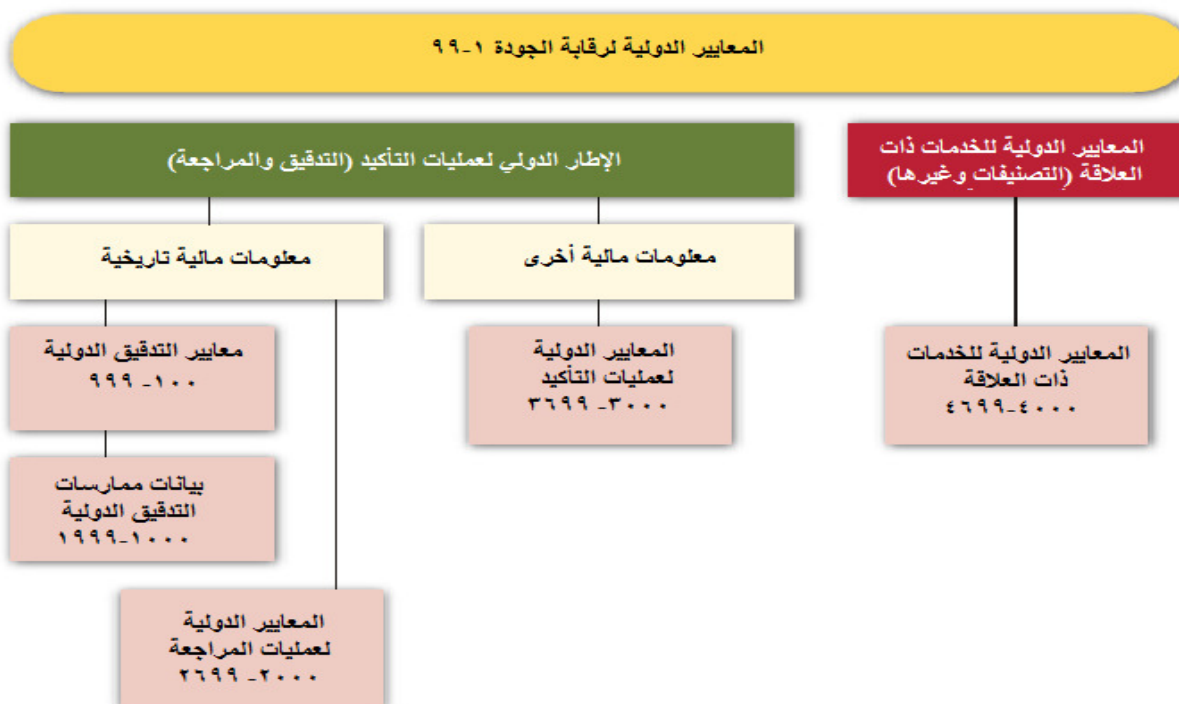 المعايير الدولية لرقابة الجودة ١-٩٩
المعايير الدولية للخدمات ذات
العلاقة (التصنيفات وغيرها)
الإطار الدولي لعمليات التأكيد (التدقيق والمراجعة)
معلومات مالية أخرى
معلومات مالية تاريخية
المعايير الدولية للخدمات
ذات العلاقة
٤٠٠٠-٤٦٩٩
المعايير الدولية
لعمليات التأكيد
٣٠٠٠- ٣٦٩٩
معايير التدقيق الدولية
١٠٠- ٩٩٩
بيانات ممارسات
التدقيق الدولية
١٠٠٠-١٩٩٩
المعايير الدولية
لعمليات المراجعة
٢٠٠٠- ٢٦٩٩